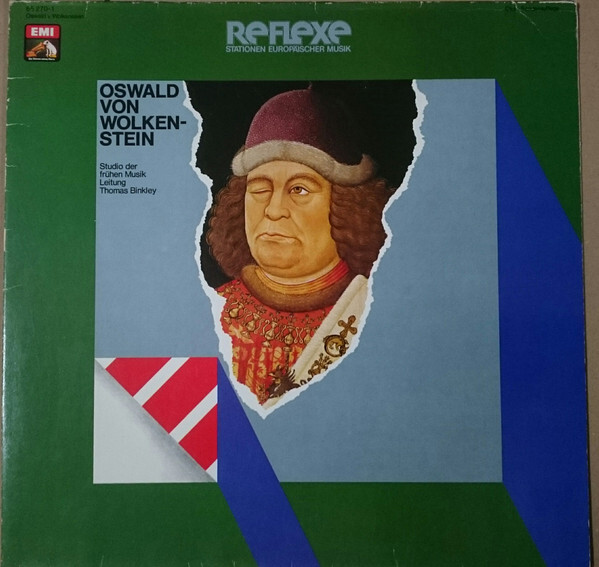 EMI
REFLEXE
STATIONEN EUROPÄISCHER MUSIK
OSWALD
VON
WOLKEN-
STEIN
Studio der
frühen Musik
Leitung
Thomas Binkley